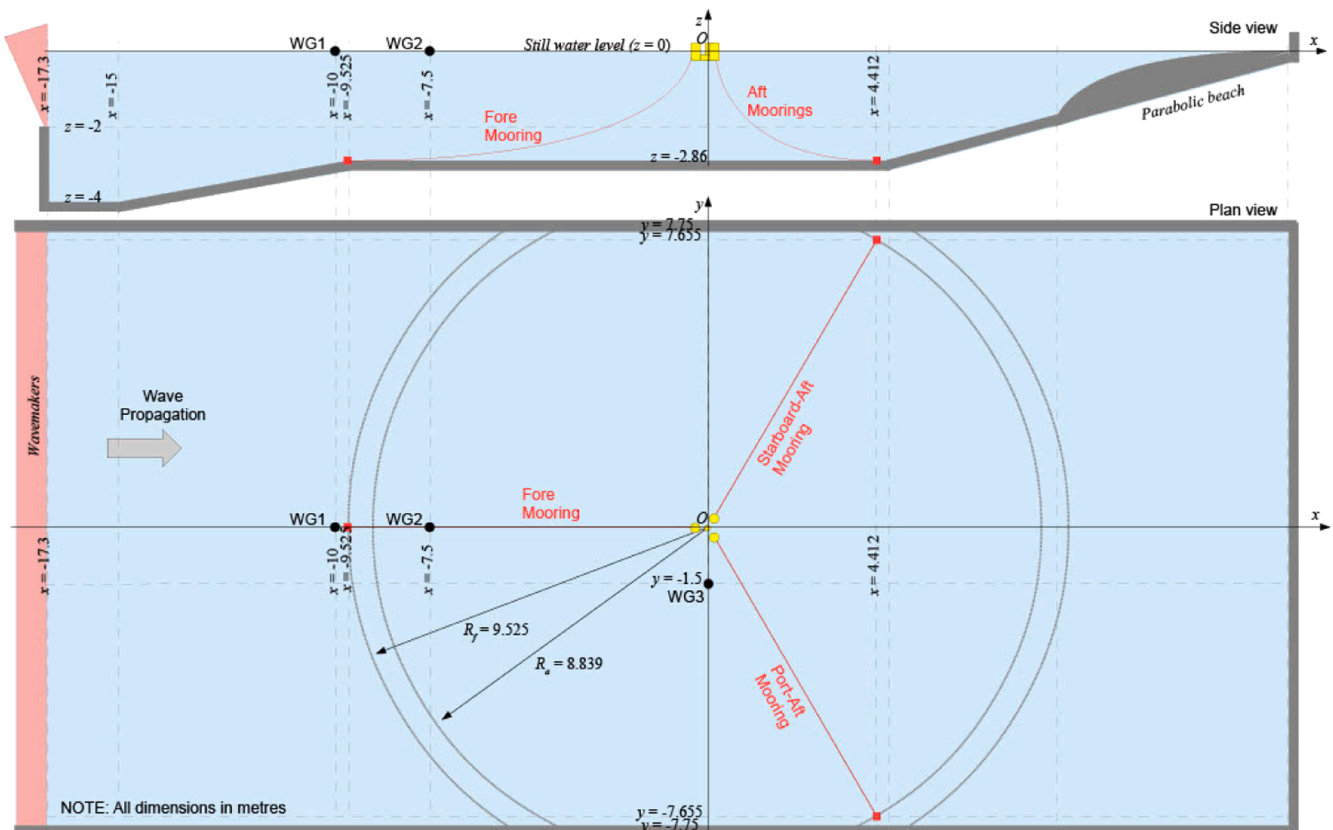 Side view
z
O
x
WG1
WG2
Still water level (z = 0)
x = -17.3
x = -15
x = -10
x = -9.525
x = -7.5
x = 4.412
Fore
Mooring
Aft
Moorings
Parabolic beach
z = -2
z = -2.86
z = -4
y
Plan view
y = 7.75
y = 7.655
Wavemakers
Wave
Propagation
Starboard-Aft
Mooring
Fore
Mooring
WG1
WG2
O
x
x = -17.3
x = -10
x = -9.525
x = -7.5
x = 4.412
y = -1.5
WG3
Rf = 9.525
Ra = 8.839
Port-Aft
Mooring
NOTE: All dimensions in metres
y = -7.655
y = -7.75